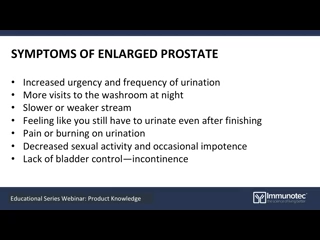 SYMPTOMS OF ENLARGED PROSTATE
• Increased urgency and frequency of urination
• More visits to the washroom at night
• Slower or weaker stream
• Feeling like you still have to urinate even after finishing
• Pain or burning on urination
• Decreased sexual activity and occasional impotence
• Lack of bladder control—incontinence
Educational Series Webinar: Product Knowledge
Immunotec